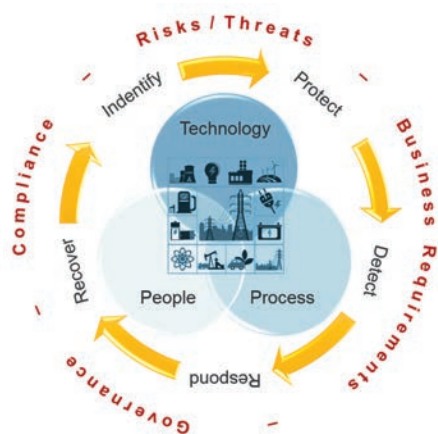 Risks / Threats
Business Requirements
Governance
Compliance
Indentify
Protect
Detect
Respond
Recover
Technology
People
Process